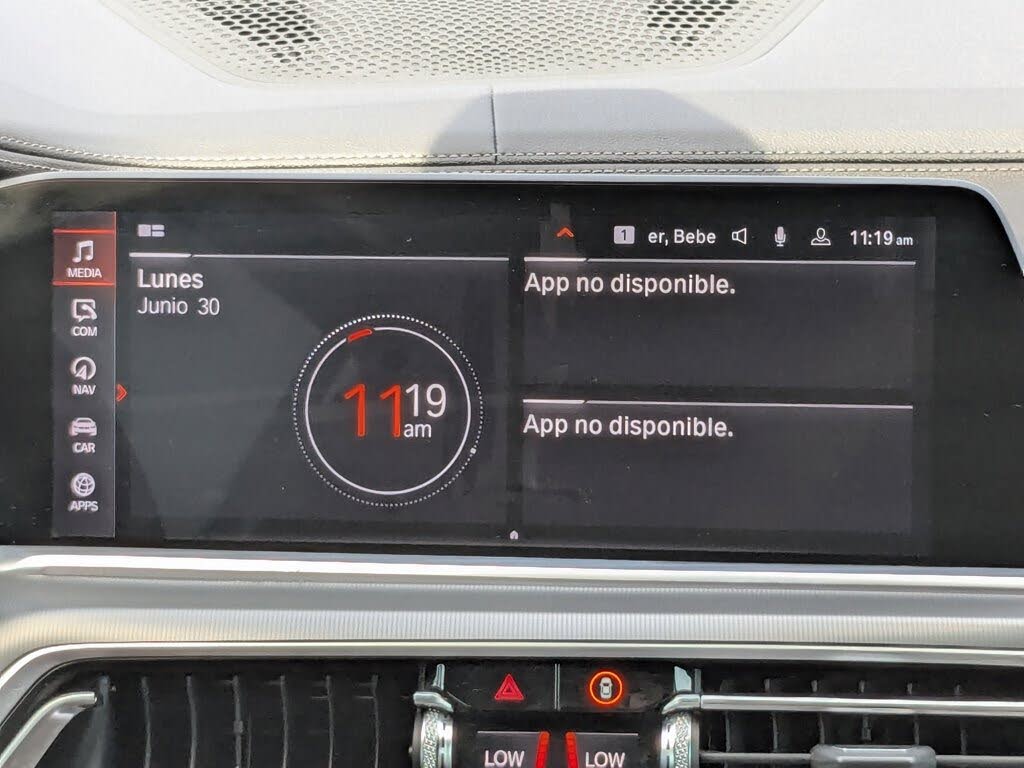 1 er, Bebe 11:19 am
MEDIA
COM
NAV
CAR
APPS
Lunes
Junio 30
11 19
am
App no disponible.
App no disponible.
LOW LOW